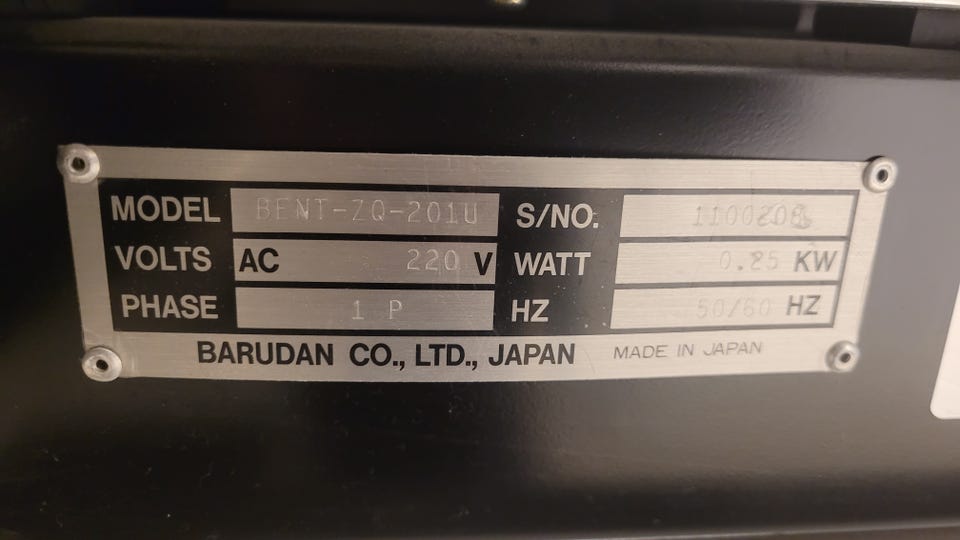 MODEL BENT-ZQ-201U S/NO.
VOLTS AC 220 V WATT 0.25 KW
PHASE 1 P HZ 50/60 HZ
BARUDAN CO., LTD., JAPAN MADE IN JAPAN